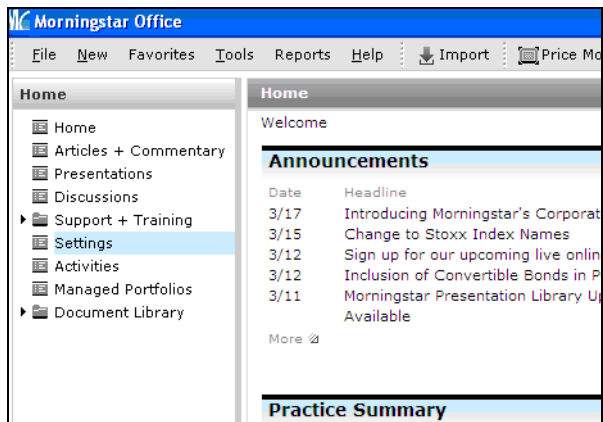 Morningstar Office
File New Favorites Tools Reports Help Import Price Mo
Home
Home
Articles + Commentary
Presentations
Discussions
Support + Training
Settings
Activities
Managed Portfolios
Document Library
Home
Welcome
Announcements
Date Headline
3/17 Introducing Morningstar's Corporat
3/15 Change to Stoxx Index Names
3/12 Sign up for our upcoming live onlin
3/12 Inclusion of Convertible Bonds in P
3/11 Morningstar Presentation Library Up
Available
More
Practice Summary